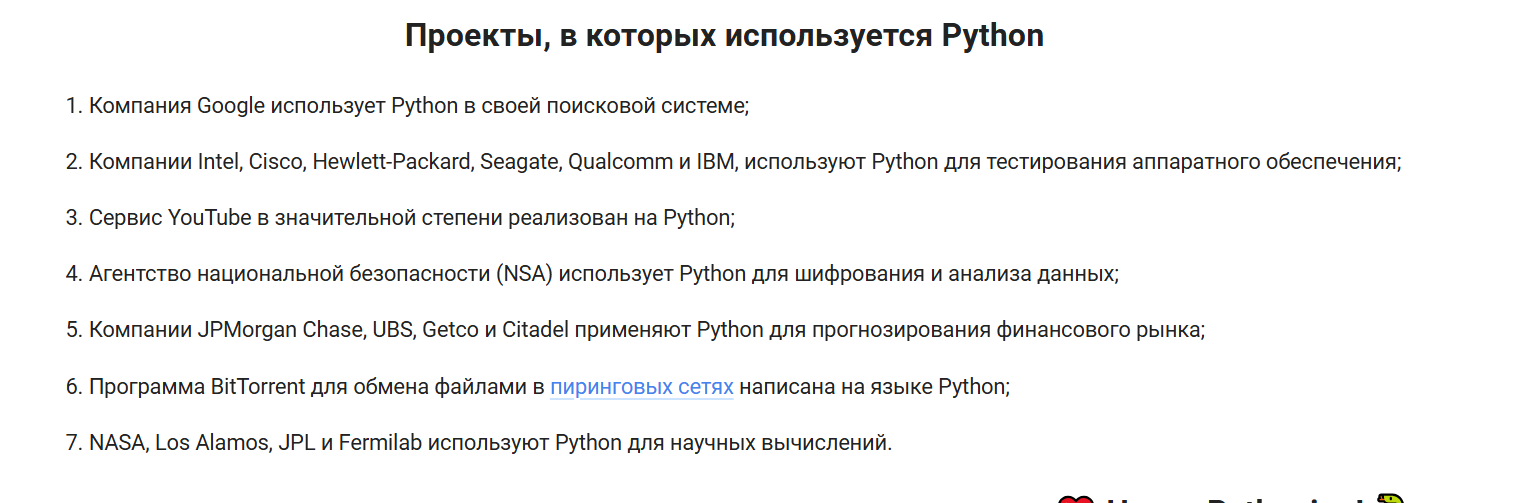 Проекты, в которых используется Python
1. Компания Google использует Python в своей поисковой системе;
2. Компании Intel, Cisco, Hewlett-Packard, Seagate, Qualcomm и IBM, используют Python для тестирования аппаратного обеспечения;
3. Сервис YouTube в значительной степени реализован на Python;
4. Агентство национальной безопасности (NSA) использует Python для шифрования и анализа данных;
5. Компании JPMorgan Chase, UBS, Getco и Citadel применяют Python для прогнозирования финансового рынка;
6. Программа BitTorrent для обмена файлами в пиринговых сетях написана на языке Python;
7. NASA, Los Alamos, JPL и Fermilab используют Python для научных вычислений.